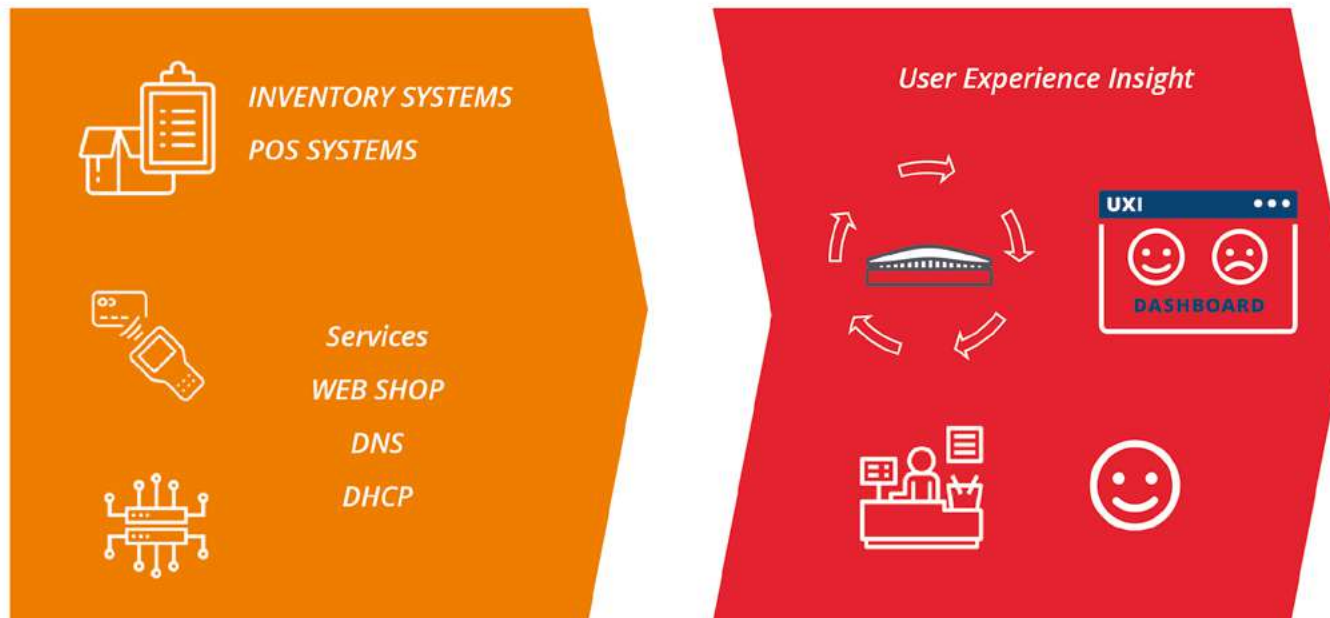 INVENTORY SYSTEMS
POS SYSTEMS
Services
WEB SHOP
DNS
DHCP
User Experience Insight
UXI
DASHBOARD